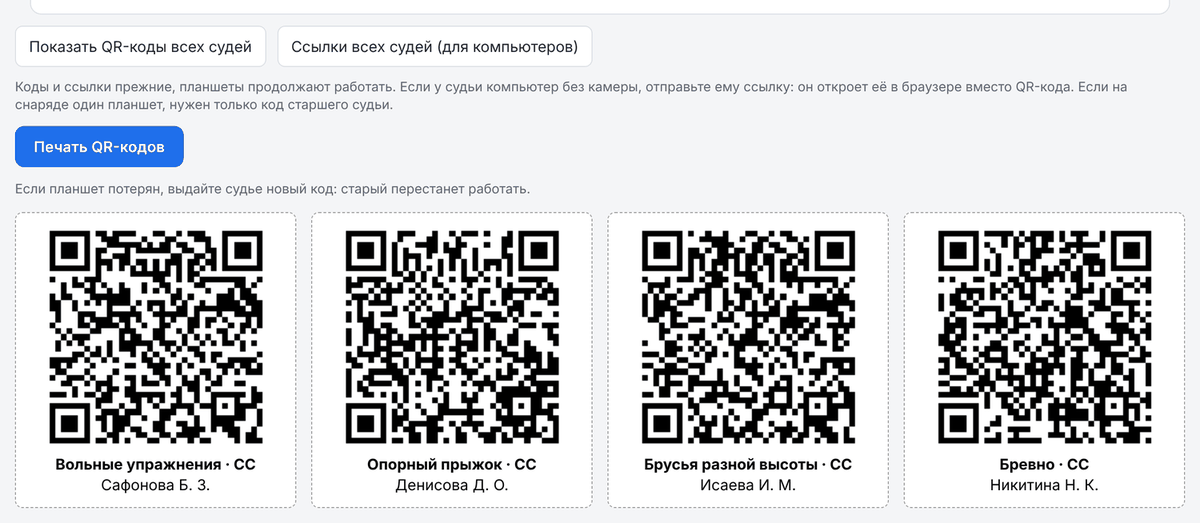 Показать QR-коды всех судей
Ссылки всех судей (для компьютеров)
Коды и ссылки прежние, планшеты продолжают работать. Если у судьи компьютер без камеры, отправьте ему ссылку: он откроет её в браузере вместо QR-кода. Если на
снаряде один планшет, нужен только код старшего судьи.
Печать QR-кодов
Если планшет потерян, выдайте судье новый код: старый перестанет работать.
Вольные упражнения · СС
Сафонова Б. З.
Опорный прыжок · СС
Денисова Д. О.
Брусья разной высоты · СС
Исаева И. М.
Бревно · СС
Никитина Н. К.